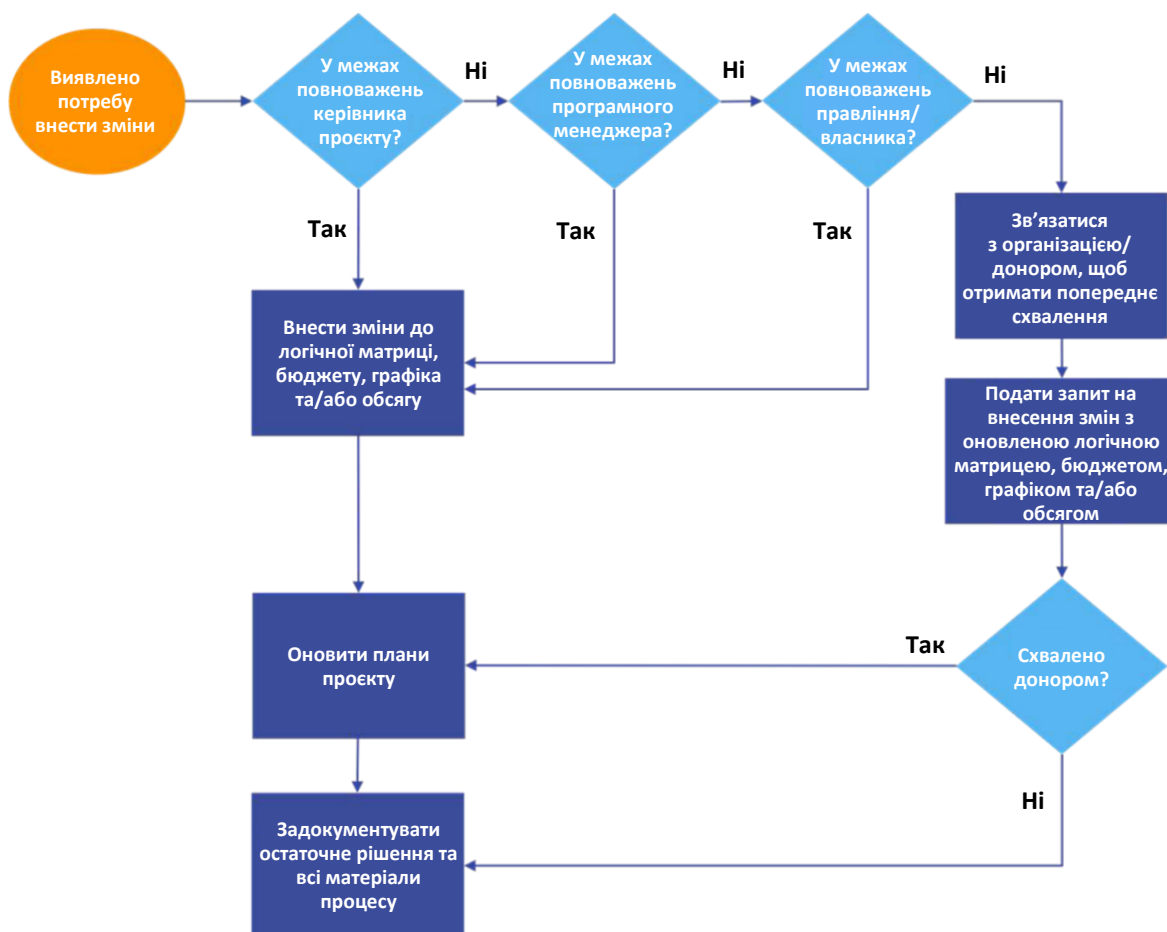 Виявлено
потребу
внести зміни
У межах
повноважень
керівника
проєкту?
Ні
У межах
повноважень
програмного
менеджера?
Ні
У межах
повноважень
правління/
власника?
Ні
Так
Так
Так
Зв’язатися
з організацією/
донором, щоб
отримати попереднє
схвалення
Внести зміни до
логічної матриці,
бюджету, графіка
та/або обсягу
Подати запит на
внесення змін з
оновленою логічною
матрицею, бюджетом,
графіком та/або
обсягом
Оновити плани
проєкту
Так
Схвалено
донором?
Ні
Задокументувати
остаточне рішення та
всі матеріали
процесу